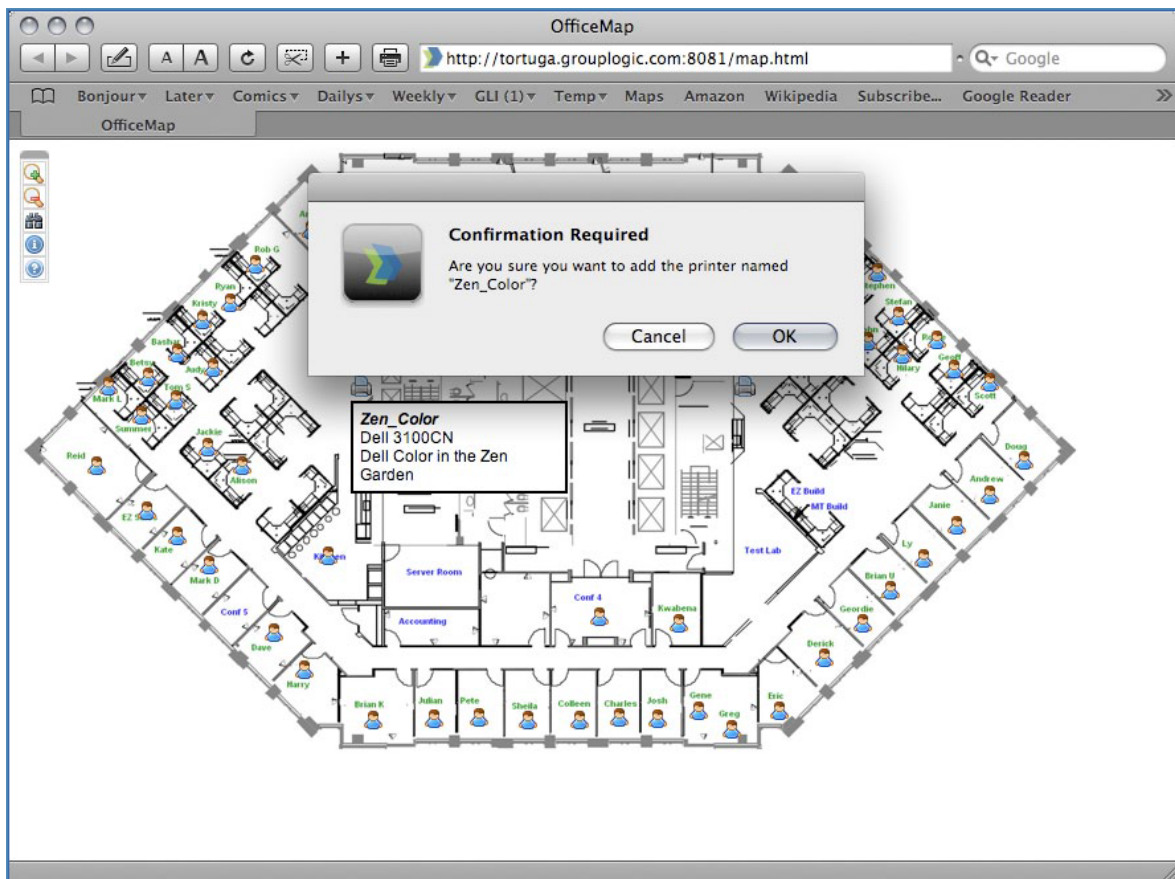 OfficeMap
A A
http://tortuga.grouplogic.com:8081/map.html
Google
Bonjour Later Comics Dailys Weekly GLI (1) Temp Maps Amazon Wikipedia Subscribe... Google Reader
OfficeMap
Confirmation Required
Are you sure you want to add the printer named
"Zen_Color"?
Cancel OK
Rob G
Ryan
Kristy
Bashar
Betsy
Judy
Tom S
Mark L
Summer
Jackie
Reid
Alison
Stefan
Geoff
Hilary
Scott
Doug
Andrew
Janie
Ly
Brian U
Geordie
Derick
Eric
Zen_Color
Dell 3100CN
Dell Color in the Zen
Garden
EZ Build
MT Build
Test Lab
Kate
Mark D
Conf 5
Dave
Harry
Server Room
Accounting
Conf 4
Kwabena
Brian K
Julian
Pete
Sheila
Colleen
Charles
Josh
Gene
Greg